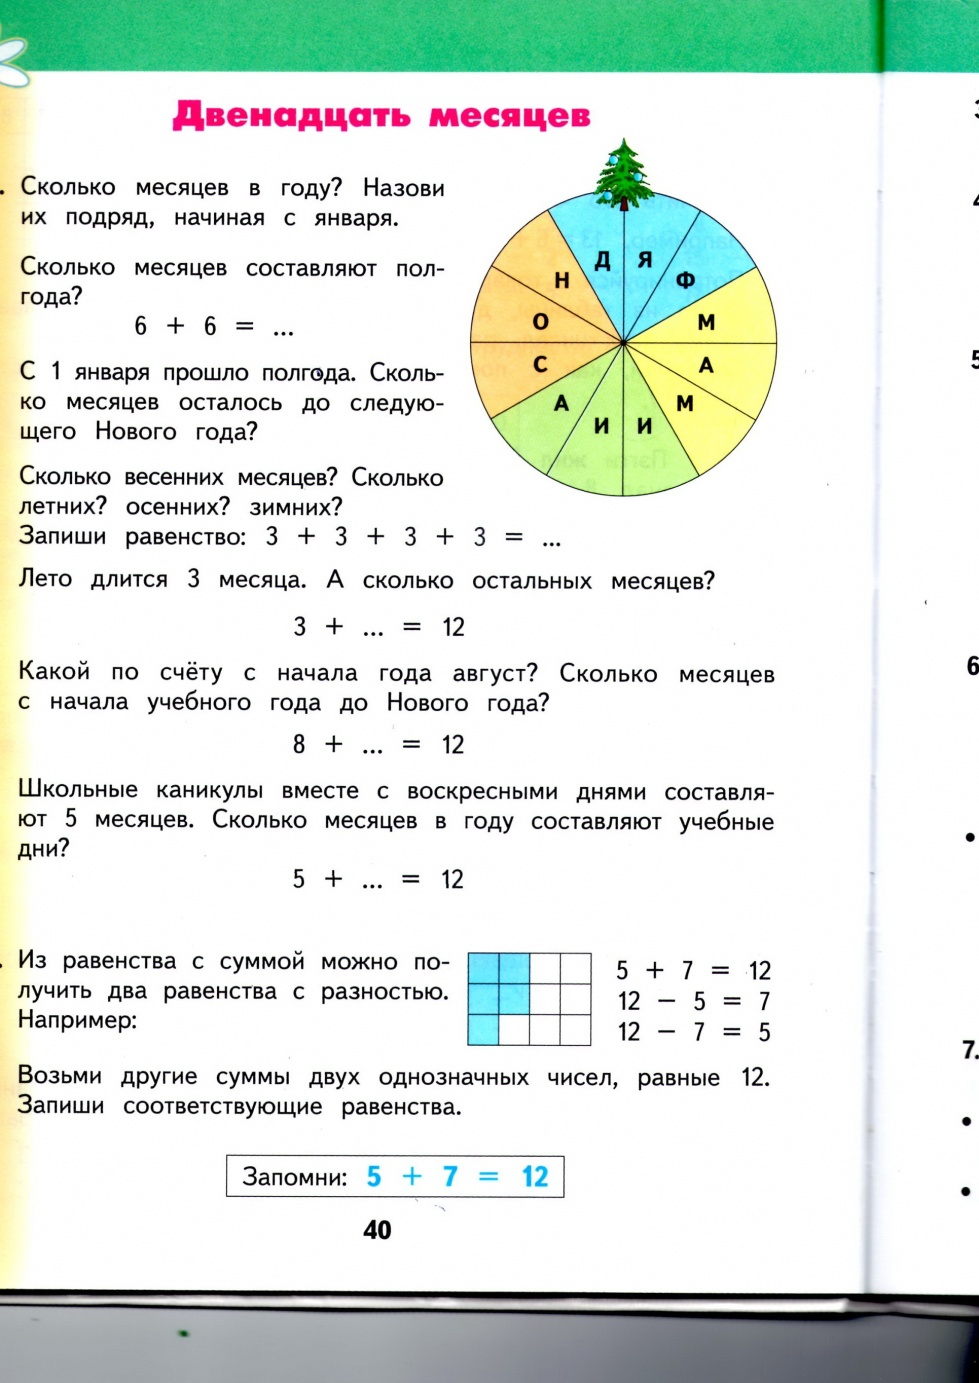 Двенадцать месяцев
. Сколько месяцев в году? Назови
их подряд, начиная с января.
Сколько месяцев составляют пол-
года?
6 + 6 = ...
С 1 января прошло полгода. Сколь-
ко месяцев осталось до следую-
щего Нового года?
Сколько весенних месяцев? Сколько
летних? осенних? зимних?
Запиши равенство: 3 + 3 + 3 + 3 = ...
Д Я
Н Ф
О М
С А
А М
И И
Лето длится 3 месяца. А сколько остальных месяцев?
3 + ... = 12
Какой по счёту с начала года август? Сколько месяцев
с начала учебного года до Нового года?
8 + ... = 12
Школьные каникулы вместе с воскресными днями составля-
ют 5 месяцев. Сколько месяцев в году составляют учебные
дни?
5 + ... = 12
. Из равенства с суммой можно по-
лучить два равенства с разностью.
Например:
5 + 7 = 12
12 − 5 = 7
12 − 7 = 5
Возьми другие суммы двух однозначных чисел, равные 12.
Запиши соответствующие равенства.
Запомни: 5 + 7 = 12
40
5
6
7.